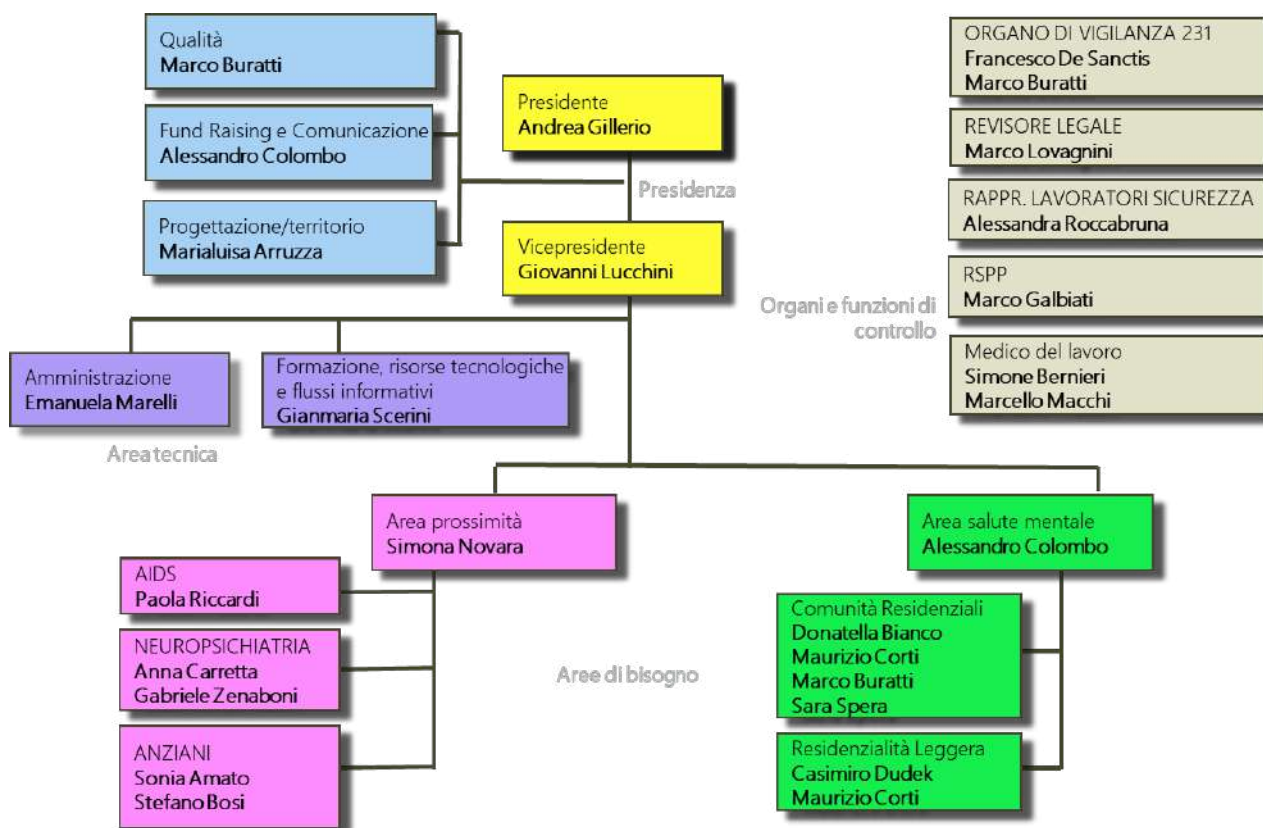 Qualità
Marco Buratti
Fund Raising e Comunicazione
Alessandro Colombo
Progettazione/territorio
Marialuisa Arruzza
Presidente
Andrea Gillerio
Presidenza
Vicepresidente
Giovanni Lucchini
ORGANO DI VIGILANZA 231
Francesco De Sanctis
Marco Buratti
REVISORE LEGALE
Marco Lovagnini
RAPPR. LAVORATORI SICUREZZA
Alessandra Roccabruna
RSPP
Marco Galbiati
Medico del lavoro
Simone Bernieri
Marcello Macchi
Organi e funzioni di
controllo
Amministrazione
Emanuela Marelli
Formazione, risorse tecnologiche
e flussi informativi
Gianmaria Scerini
Area tecnica
Area prossimità
Simona Novara
AIDS
Paola Riccardi
NEUROPSICHIATRIA
Anna Carretta
Gabriele Zenaboni
ANZIANI
Sonia Amato
Stefano Bosi
Aree di bisogno
Area salute mentale
Alessandro Colombo
Comunità Residenziali
Donatella Bianco
Maurizio Corti
Marco Buratti
Sara Spera
Residenzialità Leggera
Casimiro Dudek
Maurizio Corti